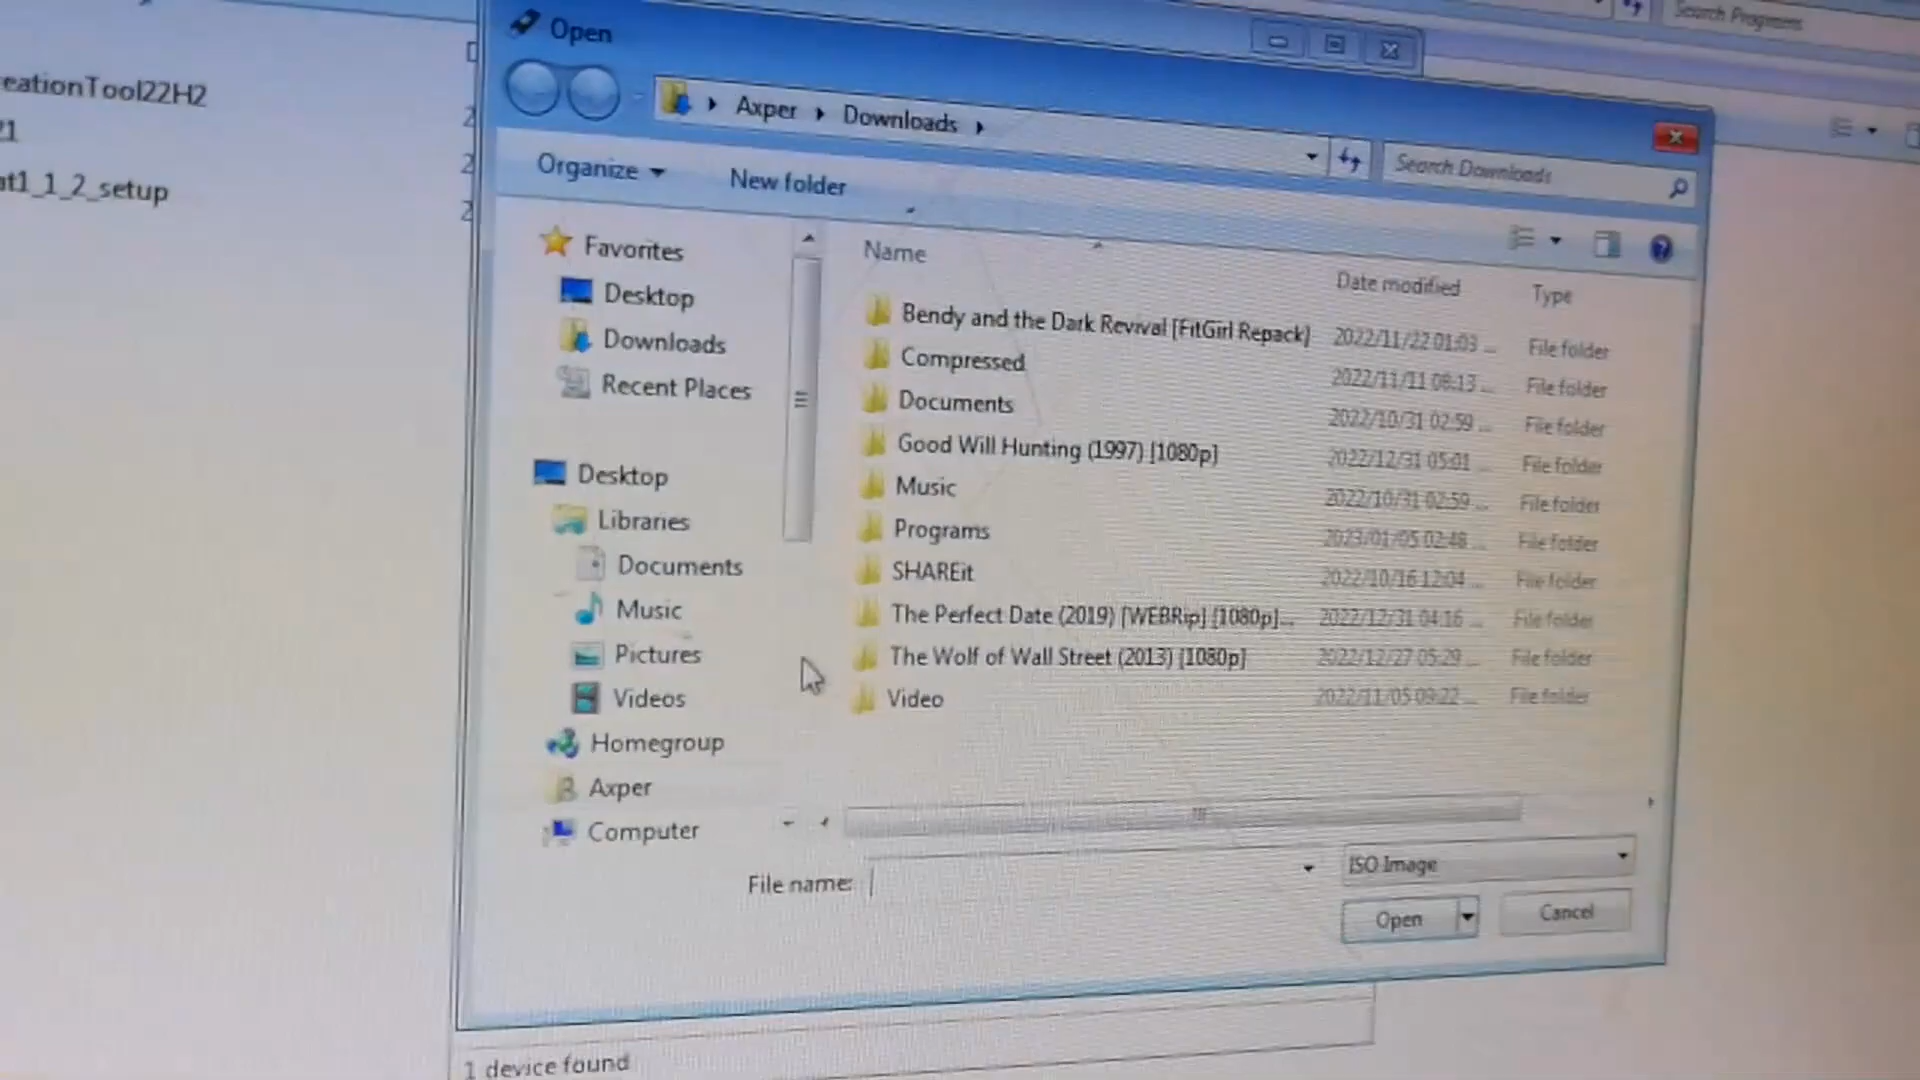 Search Programs
Open
eationTool22H2
at1_1_2_setup
Axper
Downloads
Search Downloads
Organize
New folder
Name
Date modified
Type
Favorites
Desktop
Downloads
Recent Places
Desktop
Libraries
Documents
Music
Pictures
Videos
Homegroup
Axper
Computer
Bendy and the Dark Revival [FitGirl Repack] 2022/11/22 01:03 ... File folder
Compressed 2022/11/11 08:13 ... File folder
Documents 2022/10/31 02:59 ... File folder
Good Will Hunting (1997) [1080p] 2022/12/31 05:01 ... File folder
Music 2022/10/31 02:59 ... File folder
Programs 2023/01/05 02:48 ... File folder
SHAREit 2022/10/16 12:04 ... File folder
The Perfect Date (2019) [WEBRip] [1080p]... 2022/12/31 04:16 ... File folder
The Wolf of Wall Street (2013) [1080p] 2022/12/27 05:29 ... File folder
Video 2022/11/05 09:22 ... File folder
File name:
ISO Image
Open
Cancel
1 device found